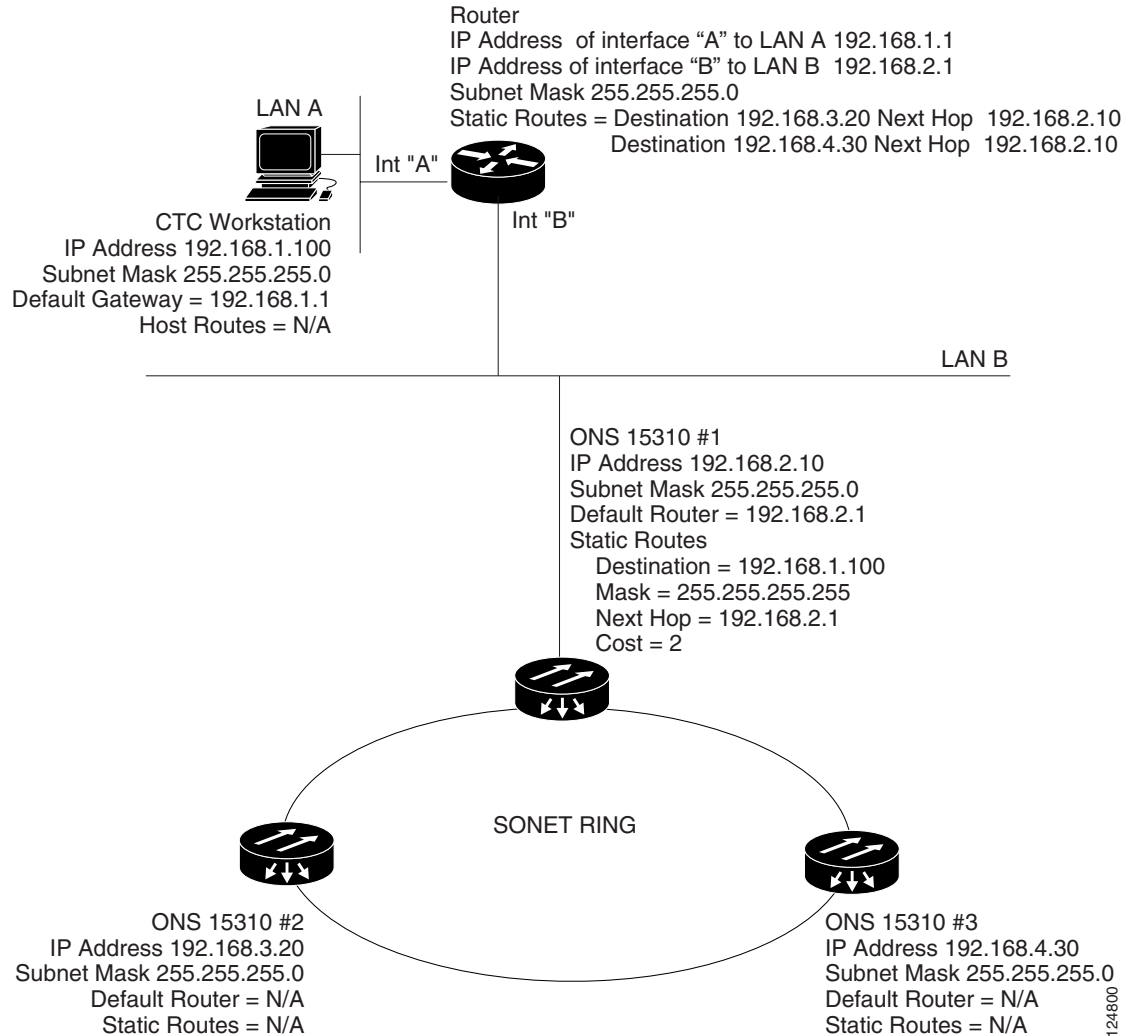 Router
IP Address of interface “A” to LAN A 192.168.1.1
IP Address of interface “B” to LAN B 192.168.2.1
Subnet Mask 255.255.255.0
Static Routes = Destination 192.168.3.20 Next Hop 192.168.2.10
Destination 192.168.4.30 Next Hop 192.168.2.10
LAN A
Int "A"
Int "B"
CTC Workstation
IP Address 192.168.1.100
Subnet Mask 255.255.255.0
Default Gateway = 192.168.1.1
Host Routes = N/A
LAN B
ONS 15310 #1
IP Address 192.168.2.10
Subnet Mask 255.255.255.0
Default Router = 192.168.2.1
Static Routes
Destination = 192.168.1.100
Mask = 255.255.255.255
Next Hop = 192.168.2.1
Cost = 2
SONET RING
ONS 15310 #2
IP Address 192.168.3.20
Subnet Mask 255.255.255.0
Default Router = N/A
Static Routes = N/A
ONS 15310 #3
IP Address 192.168.4.30
Subnet Mask 255.255.255.0
Default Router = N/A
Static Routes = N/A
124800